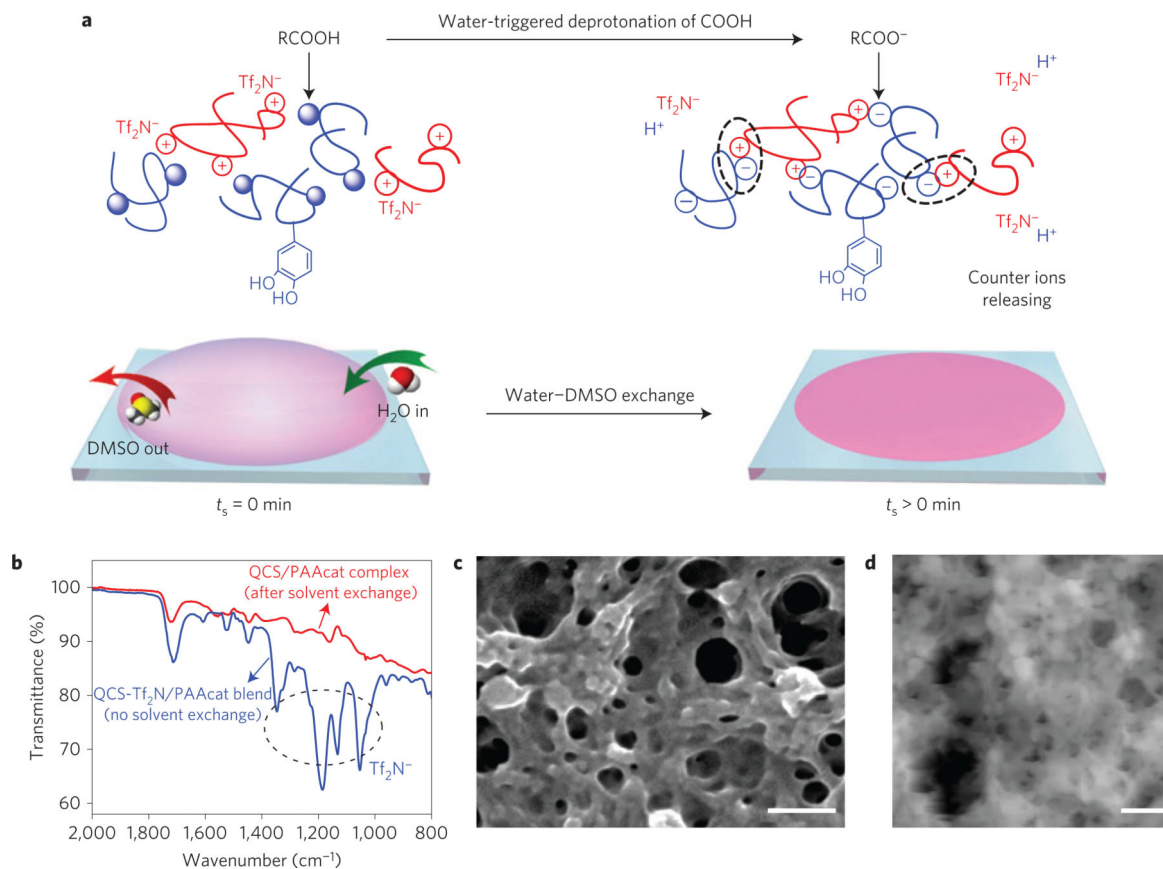 a
Water-triggered deprotonation of COOH
RCOOH
RCOO⁻
Tf₂N⁻
Tf₂N⁻
Tf₂N⁻
Tf₂N⁻
+
+
+
+
+
HO
HO
Tf₂N⁻
H⁺
Tf₂N⁻
H⁺
Tf₂N⁻
H⁺
+
+
+
+
+
−
−
−
−
−
−
HO
HO
Counter ions
releasing
DMSO out
H₂O in
Water–DMSO exchange
tₛ = 0 min
tₛ > 0 min
b
100
90
80
70
60
Transmittance (%)
QCS/PAAcat complex
(after solvent exchange)
QCS-Tf₂N/PAAcat blend
(no solvent exchange)
Tf₂N⁻
2,000
1,800
1,600
1,400
1,200
1,000
800
Wavenumber (cm⁻¹)
c
d